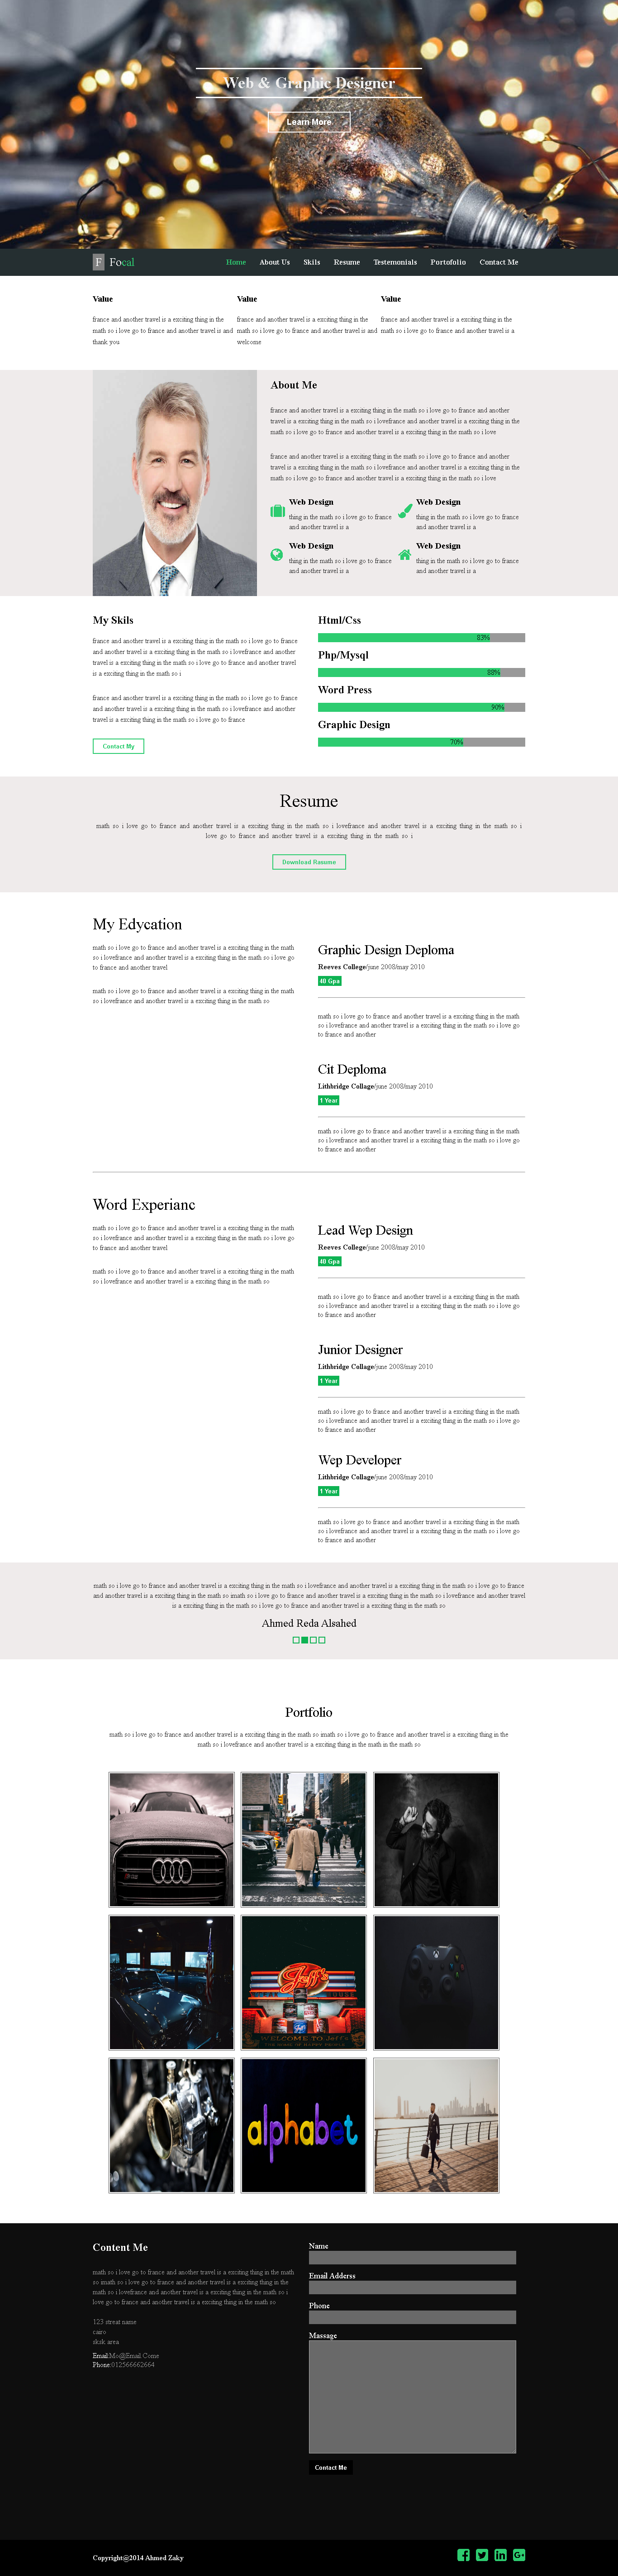 Web & Graphic Designer
Learn More
F Focal
Home About Us Skils Resume Testemonials Portofolio Contact Me
Value
france and another travel is a exciting thing in the
math so i love go to france and another travel is and
thank you
Value
france and another travel is a exciting thing in the
math so i love go to france and another travel is and
welcome
Value
france and another travel is a exciting thing in the
math so i love go to france and another travel is a
About Me
france and another travel is a exciting thing in the math so i love go to france and another
travel is a exciting thing in the math so i lovefrance and another travel is a exciting thing in the
math so i love go to france and another travel is a exciting thing in the math so i love
france and another travel is a exciting thing in the math so i love go to france and another
travel is a exciting thing in the math so i lovefrance and another travel is a exciting thing in the
math so i love go to france and another travel is a exciting thing in the math so i love
Web Design
thing in the math so i love go to france
and another travel is a
Web Design
thing in the math so i love go to france
and another travel is a
Web Design
thing in the math so i love go to france
and another travel is a
Web Design
thing in the math so i love go to france
and another travel is a
My Skils
france and another travel is a exciting thing in the math so i love go to france
and another travel is a exciting thing in the math so i lovefrance and another
travel is a exciting thing in the math so i love go to france and another travel
is a exciting thing in the math so i
france and another travel is a exciting thing in the math so i love go to france
and another travel is a exciting thing in the math so i lovefrance and another
travel is a exciting thing in the math so i love go to france
Contact My
Html/Css
83%
Php/Mysql
88%
Word Press
90%
Graphic Design
70%
Resume
math so i love go to france and another travel is a exciting thing in the math so i lovefrance and another travel is a exciting thing in the math so i
love go to france and another travel is a exciting thing in the math so i
Download Resume
My Edycation
math so i love go to france and another travel is a exciting thing in the math
so i lovefrance and another travel is a exciting thing in the math so i love go
to france and another travel
math so i love go to france and another travel is a exciting thing in the math
so i lovefrance and another travel is a exciting thing in the math so
Graphic Design Deploma
Reeves College/june 2008/may 2010
40 Gpa
math so i love go to france and another travel is a exciting thing in the math
so i lovefrance and another travel is a exciting thing in the math so i love go
to france and another
Cit Deploma
Lithbridge Collage/june 2008/may 2010
1 Year
math so i love go to france and another travel is a exciting thing in the math
so i lovefrance and another travel is a exciting thing in the math so i love go
to france and another
Word Experianc
math so i love go to france and another travel is a exciting thing in the math
so i lovefrance and another travel is a exciting thing in the math so i love go
to france and another travel
math so i love go to france and another travel is a exciting thing in the math
so i lovefrance and another travel is a exciting thing in the math so
Lead Wep Design
Reeves College/june 2008/may 2010
40 Gpa
math so i love go to france and another travel is a exciting thing in the math
so i lovefrance and another travel is a exciting thing in the math so i love go
to france and another
Junior Designer
Lithbridge Collage/june 2008/may 2010
1 Year
math so i love go to france and another travel is a exciting thing in the math
so i lovefrance and another travel is a exciting thing in the math so i love go
to france and another
Wep Developer
Lithbridge Collage/june 2008/may 2010
1 Year
math so i love go to france and another travel is a exciting thing in the math
so i lovefrance and another travel is a exciting thing in the math so i love go
to france and another
math so i love go to france and another travel is a exciting thing in the math so i lovefrance and another travel is a exciting thing in the math so i love go to france
and another travel is a exciting thing in the math so imath so i love go to france and another travel is a exciting thing in the math so i lovefrance and another travel
is a exciting thing in the math so i love go to france and another travel is a exciting thing in the math so
Ahmed Reda Alsahed
Portfolio
math so i love go to france and another travel is a exciting thing in the math so imath so i love go to france and another travel is a exciting thing in the
math so i lovefrance and another travel is a exciting thing in the math in the math so
Jeff's
WELCOME TO Jeff's
alphabet
Content Me
math so i love go to france and another travel is a exciting thing in the math
so imath so i love go to france and another travel is a exciting thing in the
math so i lovefrance and another travel is a exciting thing in the math so i
love go to france and another travel is a exciting thing in the math so
123 streat name
cairo
skik area
Email:Mo@Email.Come
Phone:012566662664
Name
Email Adderss
Phone
Massage
Contact Me
Copyright@2014 Ahmed Zaky